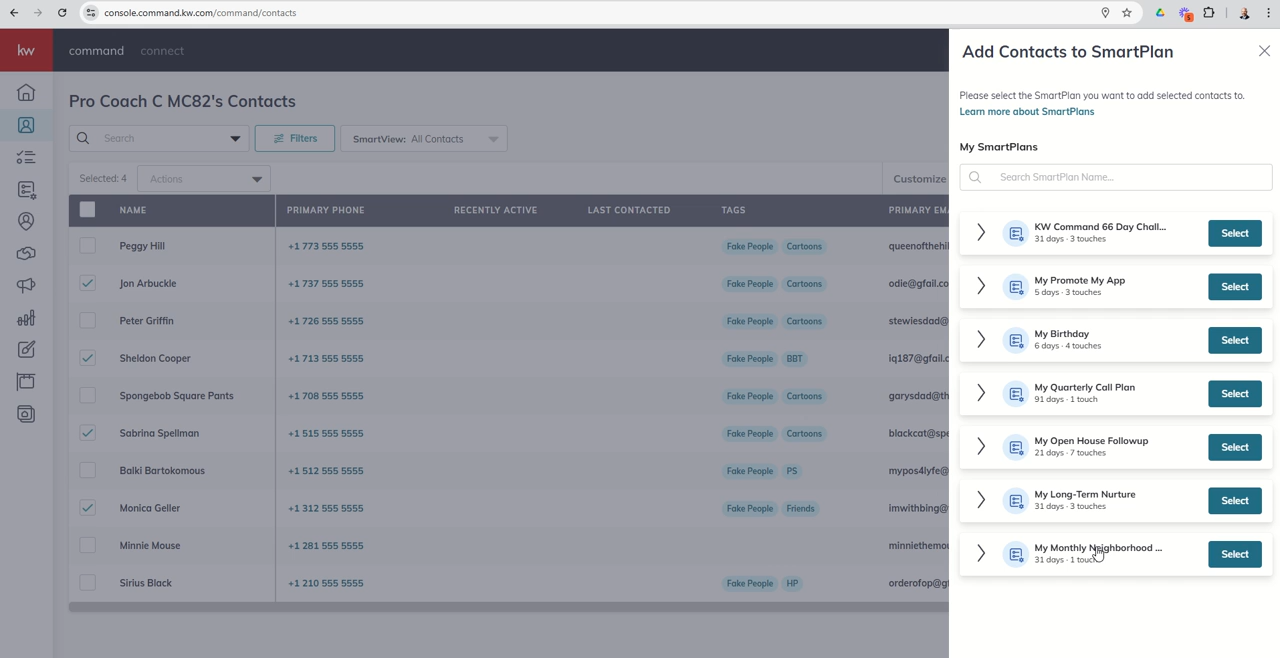 console.command.kw.com/command/contacts
5
kw
command
connect
Pro Coach C MC82's Contacts
Search
Filters
SmartView: All Contacts
Selected: 4
Actions
Customize
NAME PRIMARY PHONE RECENTLY ACTIVE LAST CONTACTED TAGS PRIMARY EMA
Peggy Hill +1 773 555 5555 Fake People Cartoons queenofthehil
Jon Arbuckle +1 737 555 5555 Fake People Cartoons odie@gfail.co
Peter Griffin +1 726 555 5555 Fake People Cartoons stewiesdad@
Sheldon Cooper +1 713 555 5555 Fake People BBT iq187@gfail.c
Spongebob Square Pants +1 708 555 5555 Fake People Cartoons garysdad@th
Sabrina Spellman +1 515 555 5555 Fake People Cartoons blackcat@spe
Balki Bartokomous +1 512 555 5555 Fake People PS mypos4lyfe@
Monica Geller +1 312 555 5555 Fake People Friends imwithbing@
Minnie Mouse +1 281 555 5555 minniethemou
Sirius Black +1 210 555 5555 Fake People HP orderofop@gf
Add Contacts to SmartPlan
Please select the SmartPlan you want to add selected contacts to.
Learn more about SmartPlans
My SmartPlans
Search SmartPlan Name...
KW Command 66 Day Chall...
31 days · 3 touches
Select
My Promote My App
5 days · 3 touches
Select
My Birthday
6 days · 4 touches
Select
My Quarterly Call Plan
91 days · 1 touch
Select
My Open House Followup
21 days · 7 touches
Select
My Long-Term Nurture
31 days · 3 touches
Select
My Monthly Neighborhood ...
31 days · 1 touch
Select